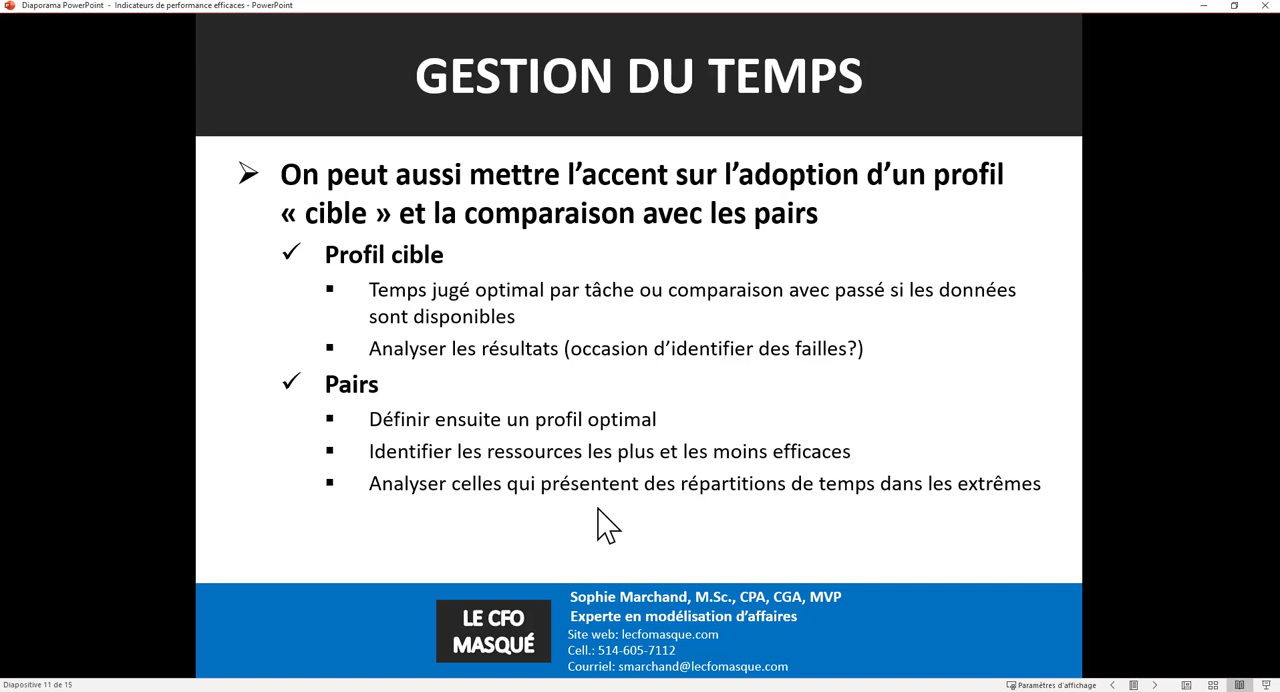 Diaporama PowerPoint - Indicateurs de performance efficaces - PowerPoint
GESTION DU TEMPS
On peut aussi mettre l’accent sur l’adoption d’un profil
« cible » et la comparaison avec les pairs
Profil cible
Temps jugé optimal par tâche ou comparaison avec passé si les données
sont disponibles
Analyser les résultats (occasion d’identifier des failles?)
Pairs
Définir ensuite un profil optimal
Identifier les ressources les plus et les moins efficaces
Analyser celles qui présentent des répartitions de temps dans les extrêmes
LE CFO
MASQUÉ
Sophie Marchand, M.Sc., CPA, CGA, MVP
Experte en modélisation d’affaires
Site web: lecfomasque.com
Cell.: 514-605-7112
Courriel: smarchand@lecfomasque.com
Diapositive 11 de 15
Paramètres d'affichage